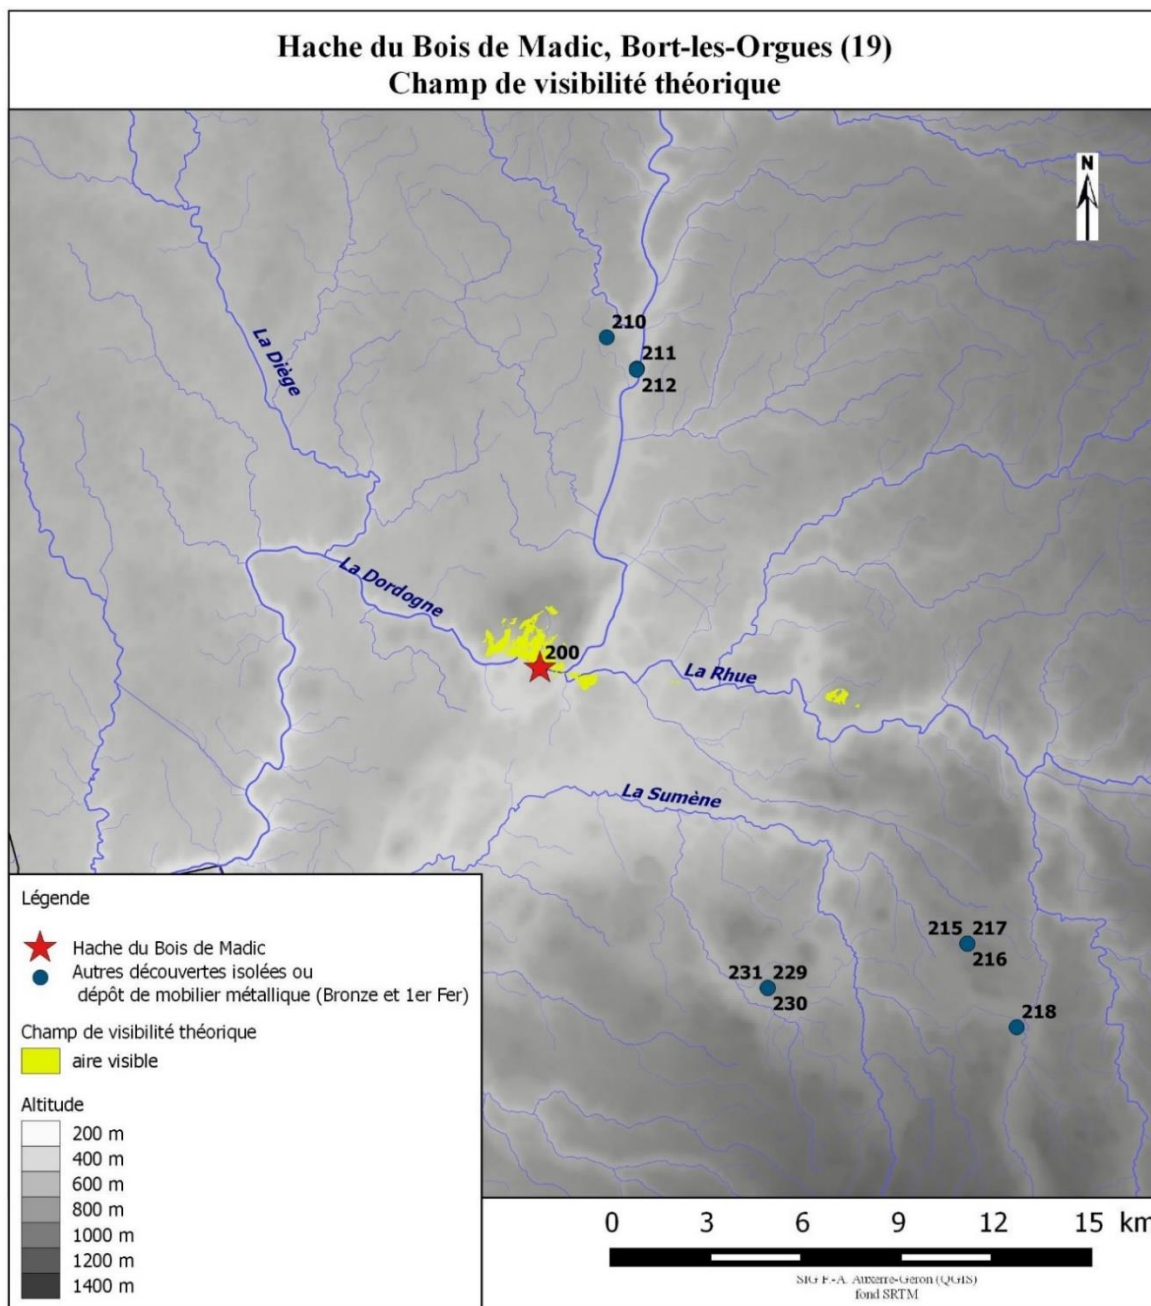 Hache du Bois de Madic, Bort-les-Orgues (19)
Champ de visibilité théorique
N
210
211
212
La Diège
La Dordogne
200
La Rhue
La Sumène
215 217
216
231 229
230
218
Légende
Hache du Bois de Madic
Autres découvertes isolées ou
dépôt de mobilier métallique (Bronze et 1er Fer)
Champ de visibilité théorique
aire visible
Altitude
200 m
400 m
600 m
800 m
1000 m
1200 m
1400 m
0 3 6 9 12 15 km
SIG F.-A. Auxerre-Géron (QGIS)
fond SRTM